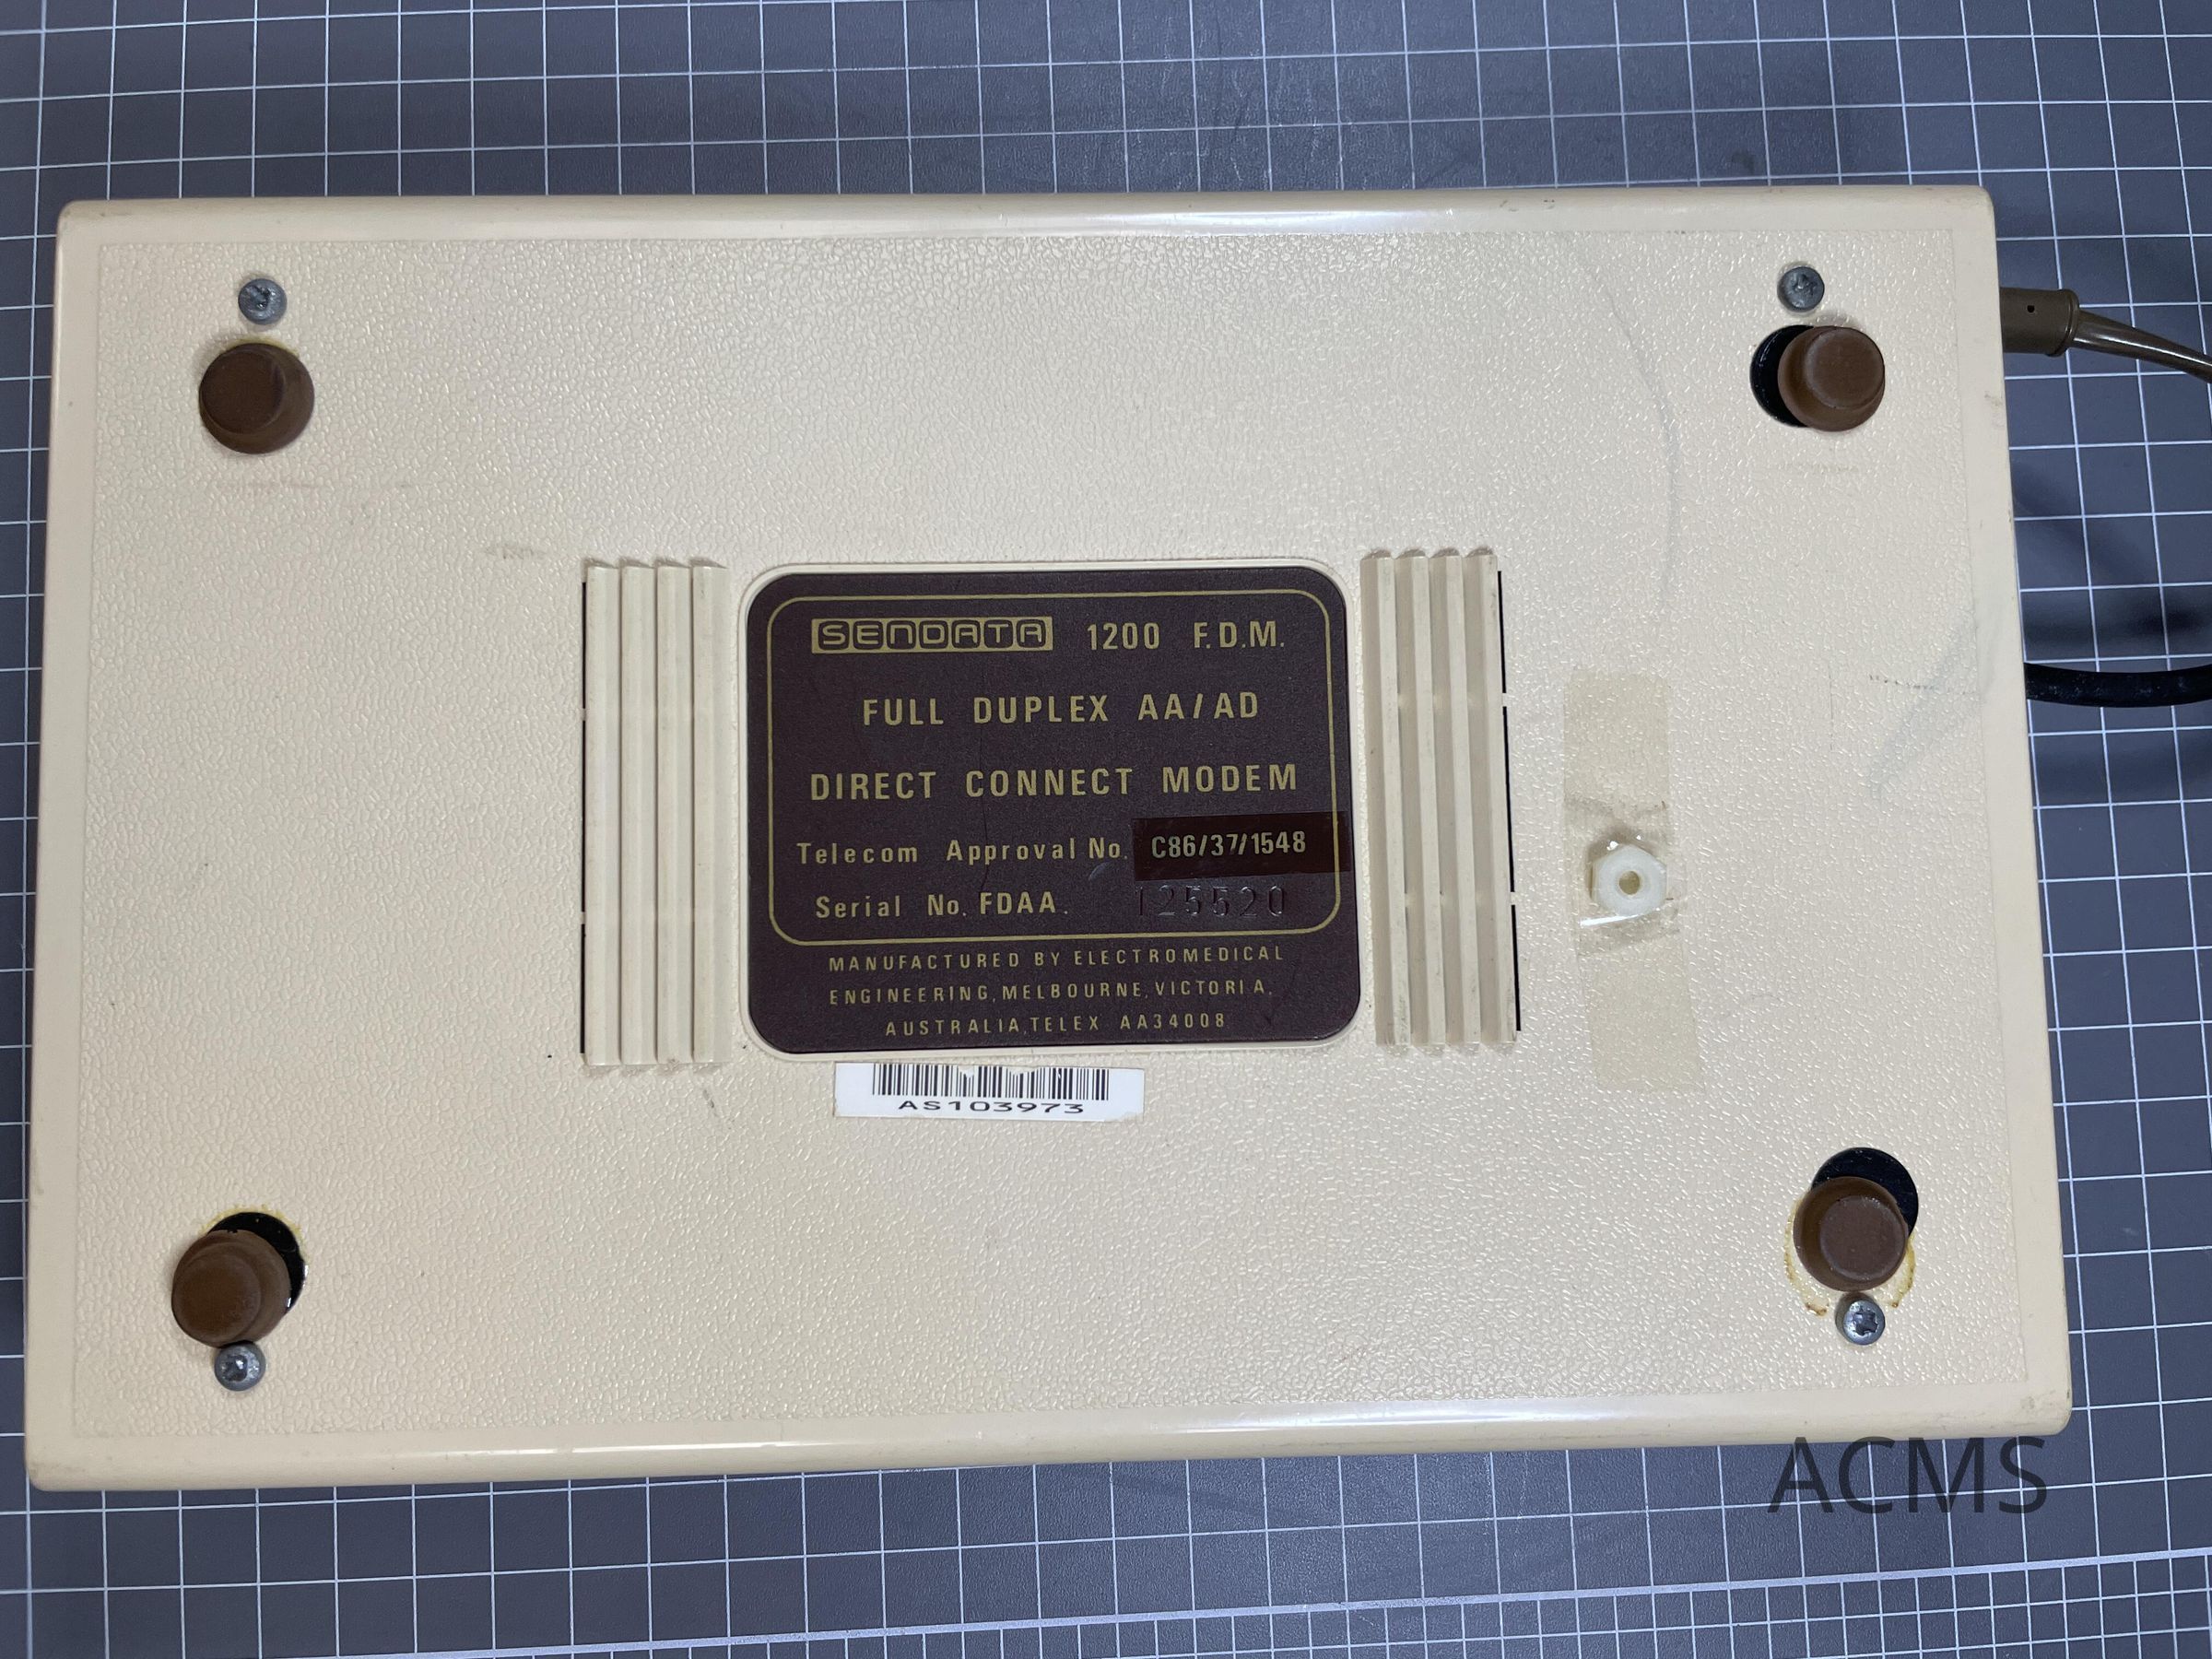 SENDATA 1200 F.D.M.
FULL DUPLEX AA/AD
DIRECT CONNECT MODEM
Telecom Approval No. C86/37/1548
Serial No. FDAA. 125520
MANUFACTURED BY ELECTROMEDICAL
ENGINEERING, MELBOURNE, VICTORIA,
AUSTRALIA, TELEX AA34008
AS103973
ACMS